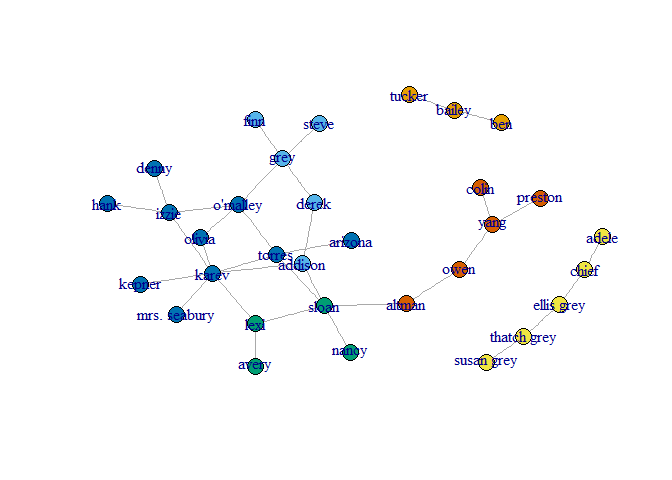 tucker
bailey
ben
finn
steve
grey
denny
colin
preston
hank
izzie
o'malley
derek
yang
olivia
arizona
adele
torres
addison
karev
owen
chief
kepner
altman
ellis grey
mrs. seabury
lexi
sloan
thatch grey
nancy
susan grey
avery